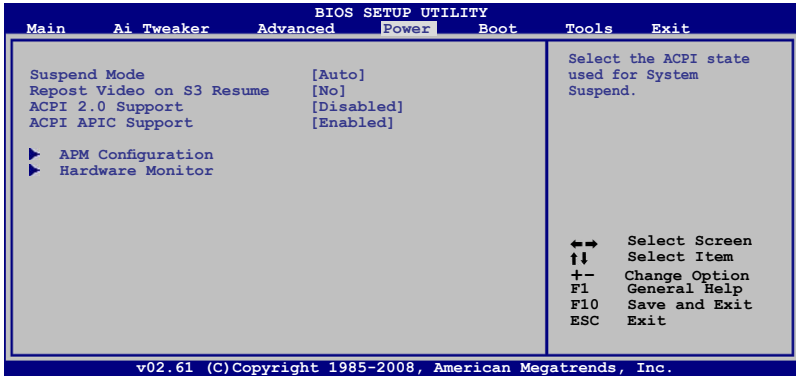 BIOS SETUP UTILITY
Main Ai Tweaker Advanced Power Boot Tools Exit
Suspend Mode [Auto]
Repost Video on S3 Resume [No]
ACPI 2.0 Support [Disabled]
ACPI APIC Support [Enabled]
APM Configuration
Hardware Monitor
Select the ACPI state
used for System
Suspend.
←→ Select Screen
↑↓ Select Item
+- Change Option
F1 General Help
F10 Save and Exit
ESC Exit
v02.61 (C)Copyright 1985-2008, American Megatrends, Inc.